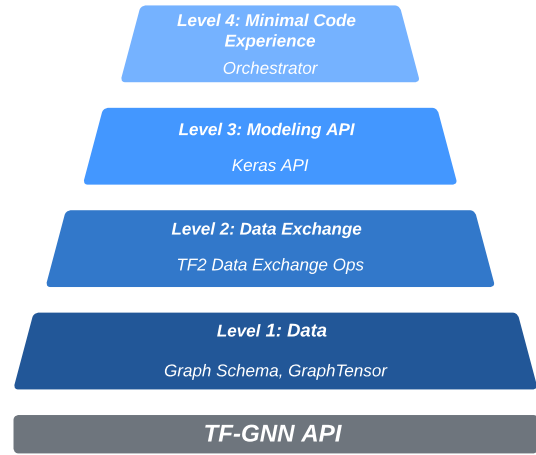 Level 4: Minimal Code
Experience
Orchestrator
Level 3: Modeling API
Keras API
Level 2: Data Exchange
TF2 Data Exchange Ops
Level 1: Data
Graph Schema, GraphTensor
TF-GNN API